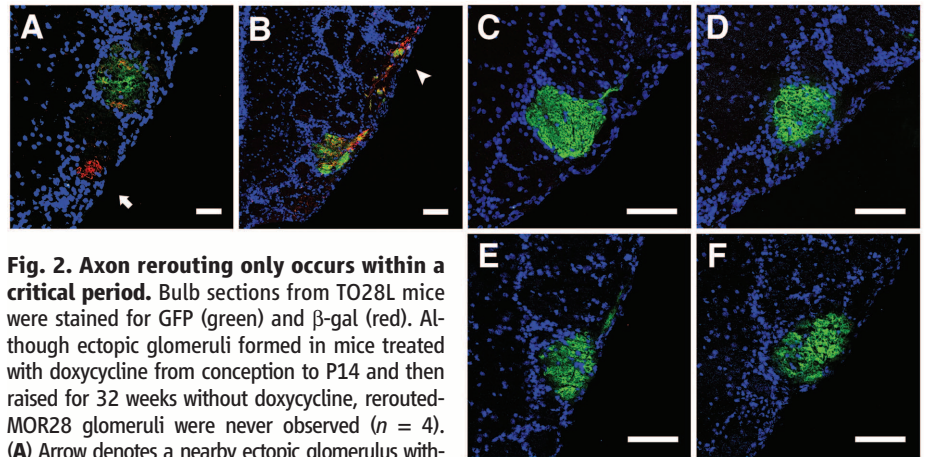 A
B
C
D
E
F
Fig. 2. Axon rerouting only occurs within a
critical period. Bulb sections from TO28L mice
were stained for GFP (green) and β-gal (red). Al-
though ectopic glomeruli formed in mice treated
with doxycycline from conception to P14 and then
raised for 32 weeks without doxycycline, rerouted-
MOR28 glomeruli were never observed (n = 4).
(A) Arrow denotes a nearby ectopic glomerulus with-